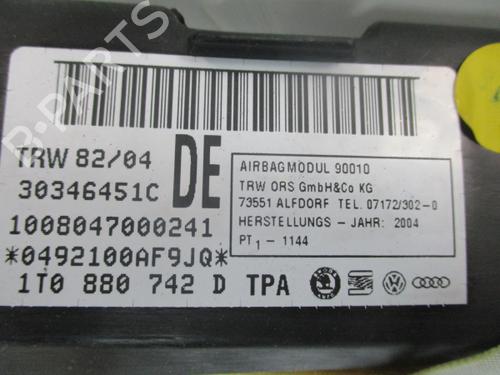 B-PARTS
TRW 82/04
DE
30346451C
1008047000241
*0492100AF9JQ*
1T0 880 742 D TPA
AIRBAGMODUL 90010
TRW ORS GmbH&Co KG
73551 ALFDORF TEL. 07172/302-0
HERSTELLUNGS - JAHR: 2004
PT1 - 1144